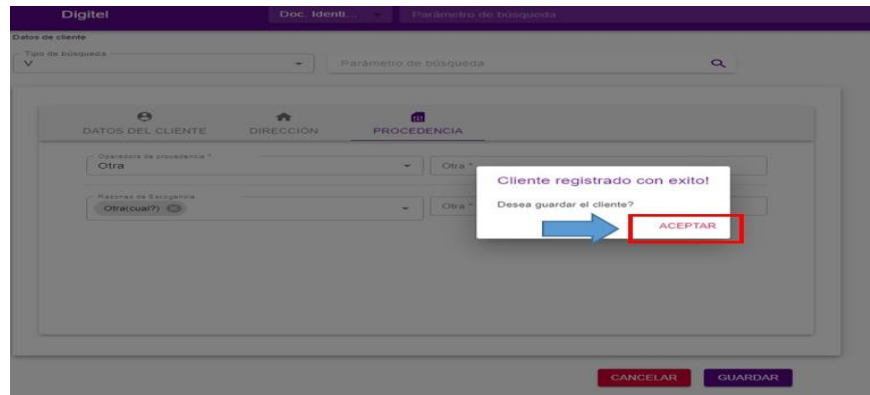 Digitel
Doc. Identi...
Parámetro de búsqueda
Datos de cliente
Tipo de búsqueda
V
Parámetro de búsqueda
DATOS DEL CLIENTE
DIRECCIÓN
PROCEDENCIA
Operadora de procedencia *
Otra
Otra *
Razones de Escogencia
Otra(cual?)
Otra *
Cliente registrado con exito!
Desea guardar el cliente?
ACEPTAR
CANCELAR
GUARDAR